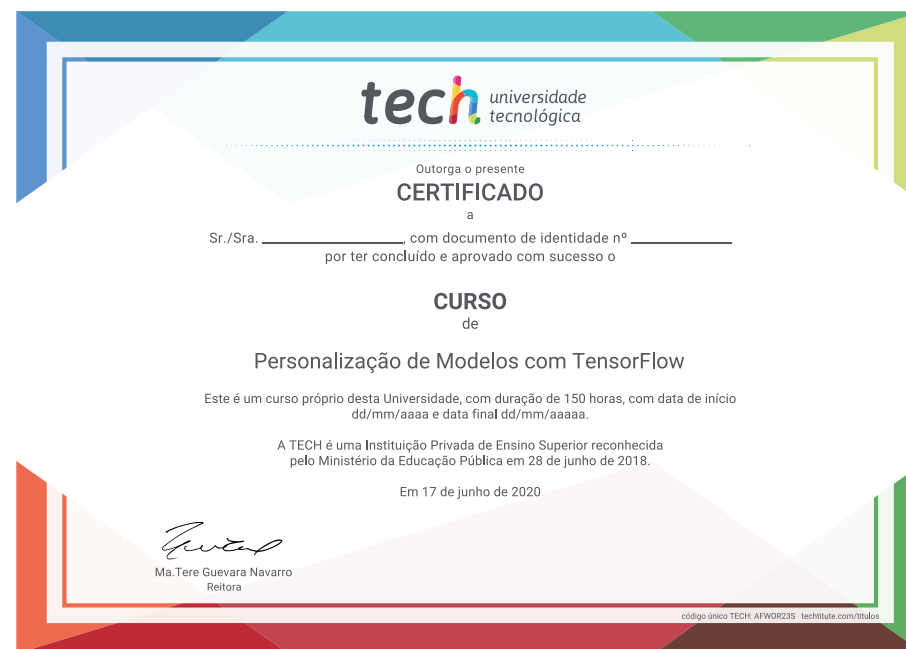 tech universidade
tecnológica
Outorga o presente
CERTIFICADO
a
Sr./Sra. ________________, com documento de identidade nº ____________
por ter concluído e aprovado com sucesso o
CURSO
de
Personalização de Modelos com TensorFlow
Este é um curso próprio desta Universidade, com duração de 150 horas, com data de início
dd/mm/aaaa e data final dd/mm/aaaaa.
A TECH é uma Instituição Privada de Ensino Superior reconhecida
pelo Ministério da Educação Pública em 28 de junho de 2018.
Em 17 de junho de 2020
Ma.Tere Guevara Navarro
Reitora
código único TECH: AFWOR23S techtitute.com/titulos